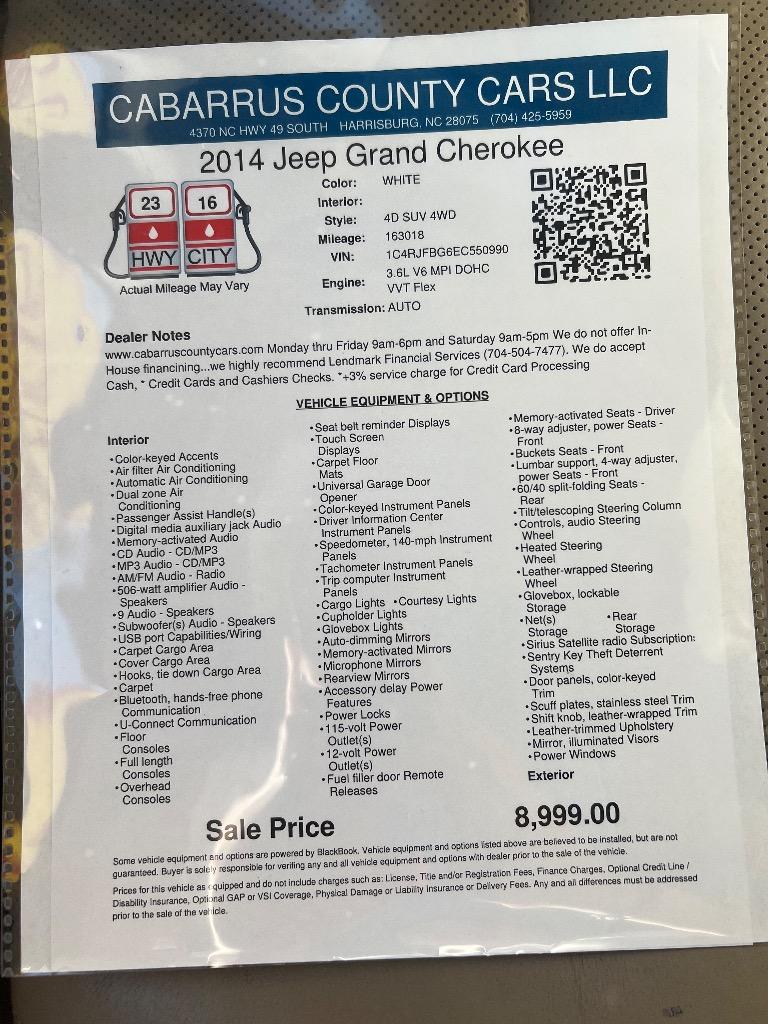 CABARRUS COUNTY CARS LLC
4370 NC HWY 49 SOUTH HARRISBURG, NC 28075 (704) 425-5959
2014 Jeep Grand Cherokee
23 16
HWY CITY
Actual Mileage May Vary
Color: WHITE
Interior:
Style: 4D SUV 4WD
Mileage: 163018
VIN: 1C4RJFBG6EC550990
Engine: 3.6L V6 MPI DOHC
VVT Flex
Transmission: AUTO
Dealer Notes
www.cabarruscountycars.com Monday thru Friday 9am-6pm and Saturday 9am-5pm We do not offer In-
House financining...we highly recommend Lendmark Financial Services (704-504-7477). We do accept
Cash, * Credit Cards and Cashiers Checks. *+3% service charge for Credit Card Processing
VEHICLE EQUIPMENT & OPTIONS
Interior
•Color-keyed Accents
•Air filter Air Conditioning
•Automatic Air Conditioning
•Dual zone Air
Conditioning
•Passenger Assist Handle(s)
•Digital media auxiliary jack Audio
•Memory-activated Audio
•CD Audio - CD/MP3
•MP3 Audio - CD/MP3
•AM/FM Audio - Radio
•506-watt amplifier Audio -
Speakers
•9 Audio - Speakers
•Subwoofer(s) Audio - Speakers
•USB port Capabilities/Wiring
•Carpet Cargo Area
•Cover Cargo Area
•Hooks, tie down Cargo Area
•Carpet
•Bluetooth, hands-free phone
Communication
•U-Connect Communication
•Floor
Consoles
•Full length
Consoles
•Overhead
Consoles
•Seat belt reminder Displays
•Touch Screen
Displays
•Carpet Floor
Mats
•Universal Garage Door
Opener
•Color-keyed Instrument Panels
•Driver Information Center
Instrument Panels
•Speedometer, 140-mph Instrument
Panels
•Tachometer Instrument Panels
•Trip computer Instrument
Panels
•Cargo Lights •Courtesy Lights
•Cupholder Lights
•Glovebox Lights
•Auto-dimming Mirrors
•Memory-activated Mirrors
•Microphone Mirrors
•Rearview Mirrors
•Accessory delay Power
Features
•Power Locks
•115-volt Power
Outlet(s)
•12-volt Power
Outlet(s)
•Fuel filler door Remote
Releases
•Memory-activated Seats - Driver
•8-way adjuster, power Seats -
Front
•Buckets Seats - Front
•Lumbar support, 4-way adjuster,
power Seats - Front
•60/40 split-folding Seats -
Rear
•Tilt/telescoping Steering Column
•Controls, audio Steering
Wheel
•Heated Steering
Wheel
•Leather-wrapped Steering
Wheel
•Glovebox, lockable
Storage
•Net(s) •Rear
Storage Storage
•Sirius Satellite radio Subscription:
•Sentry Key Theft Deterrent
Systems
•Door panels, color-keyed
Trim
•Scuff plates, stainless steel Trim
•Shift knob, leather-wrapped Trim
•Leather-trimmed Upholstery
•Mirror, illuminated Visors
•Power Windows
Exterior
Sale Price 8,999.00
Some vehicle equipment and options are powered by BlackBook. Vehicle equipment and options listed above are believed to be installed, but are not
guaranteed. Buyer is solely responsible for verifing any and all vehicle equipment and options with dealer prior to the sale of the vehicle.
Prices for this vehicle as equipped and do not include charges such as: License, Title and/or Registration Fees, Finance Charges, Optional Credit Line /
Disability Insurance, Optional GAP or VSI Coverage, Physical Damage or Liability Insurance or Delivery Fees. Any and all differences must be addressed
prior to the sale of the vehicle.